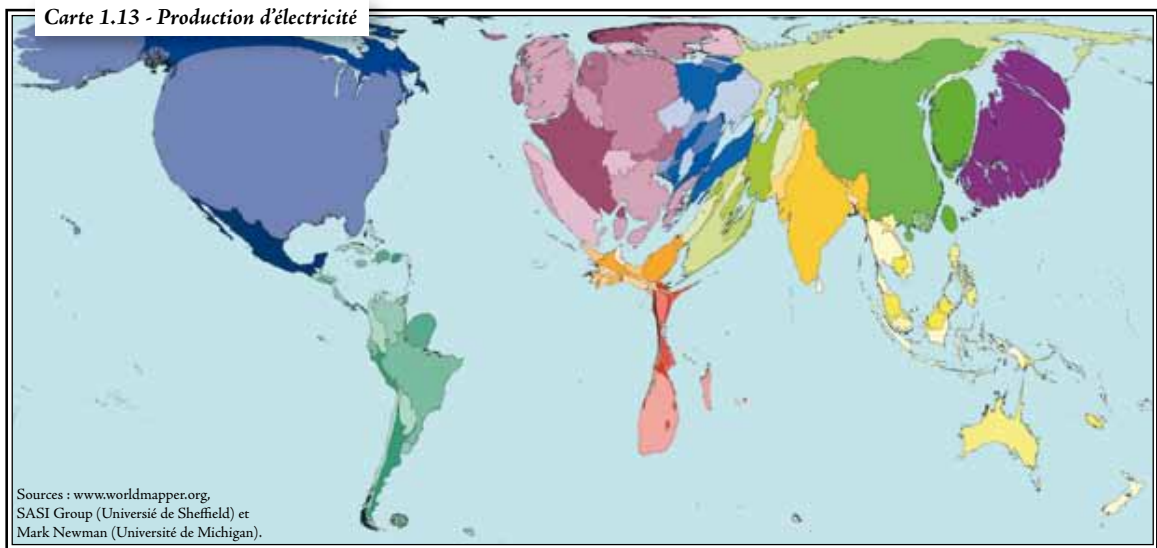 Carte 1.13 - Production d'électricité
Sources : www.worldmapper.org,
SASI Group (Universié de Sheffield) et
Mark Newman (Université de Michigan).